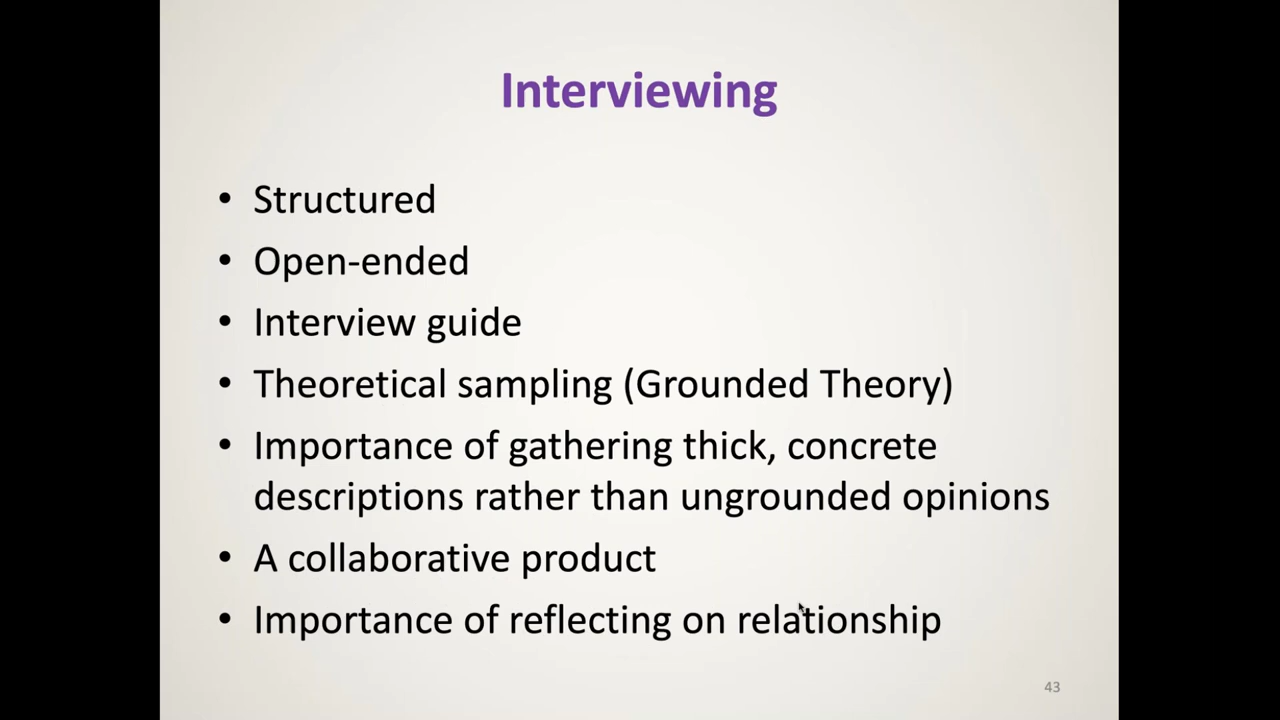 Interviewing
• Structured
• Open-ended
• Interview guide
• Theoretical sampling (Grounded Theory)
• Importance of gathering thick, concrete
descriptions rather than ungrounded opinions
• A collaborative product
• Importance of reflecting on relationship
43